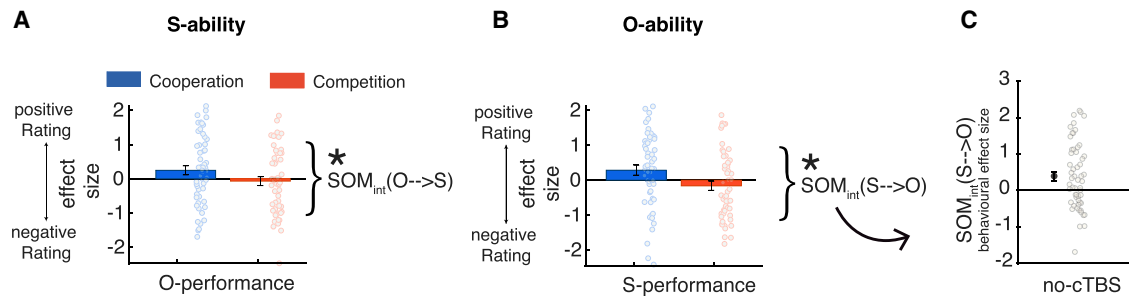 A
S-ability
Cooperation
Competition
positive
Rating
negative
Rating
effect
size
2
1
0
-1
-2
*
SOMint(O-->S)
O-performance
B
O-ability
positive
Rating
negative
Rating
effect
size
2
1
0
-1
-2
*
SOMint(S-->O)
S-performance
C
SOMint(S-->O)
behavioural effect size
3
2
1
0
-1
-2
no-cTBS